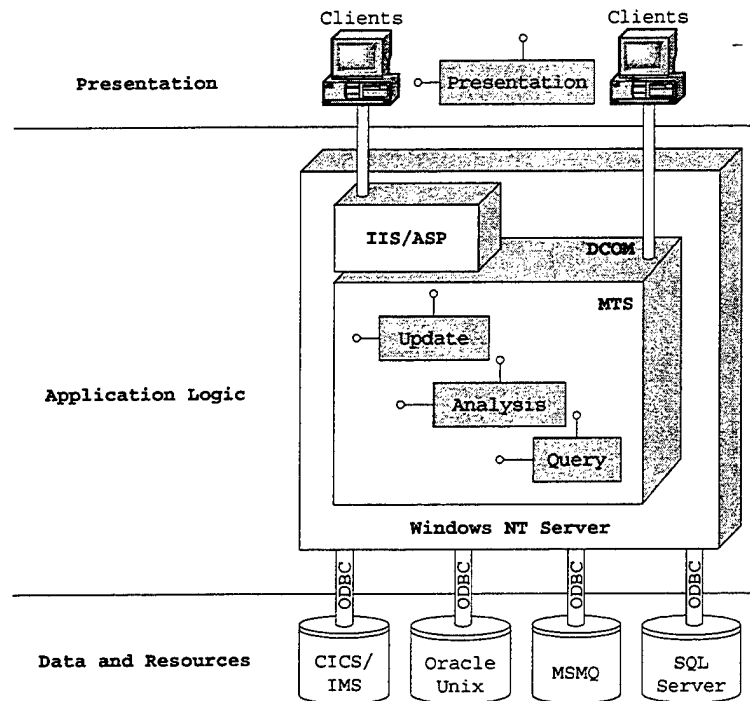 Clients
Clients
Presentation
Presentation
IIS/ASP
DCOM
MTS
Update
Application Logic
Analysis
Query
Windows NT Server
ODBC
ODBC
ODBC
ODBC
Data and Resources
CICS/
IMS
Oracle
Unix
MSMQ
SQL
Server